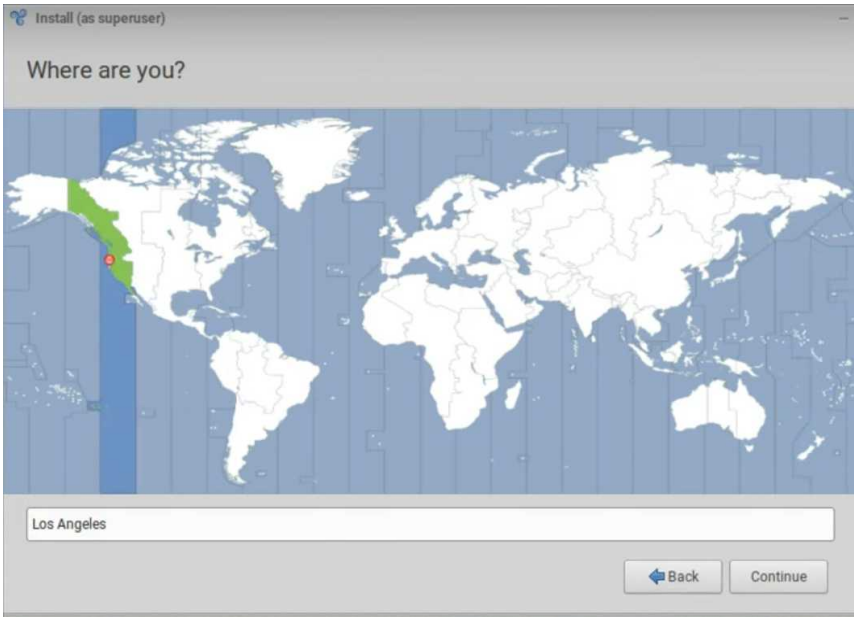 Install (as superuser)
Where are you?
Los Angeles
Back
Continue